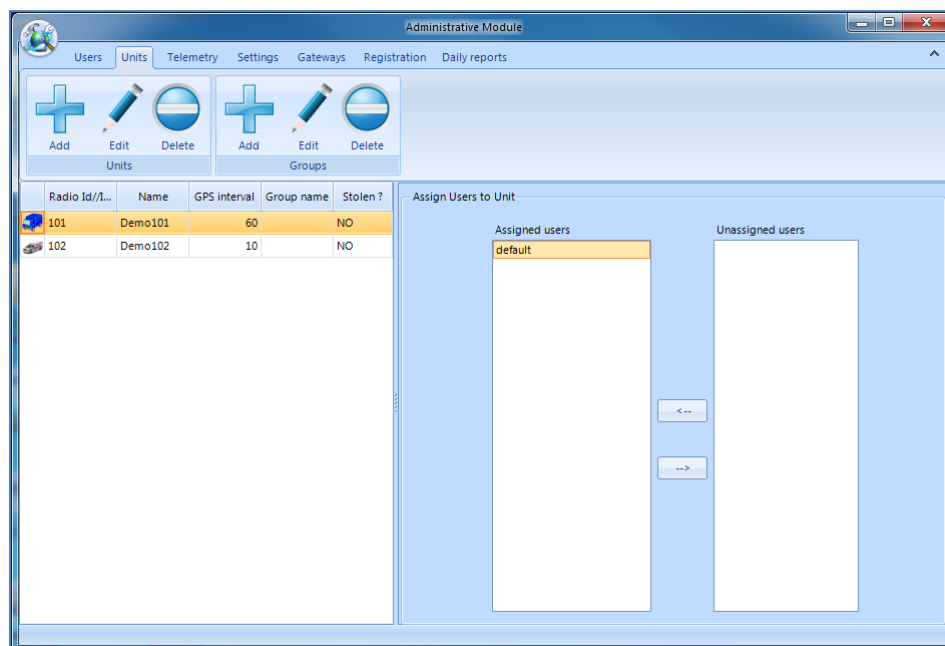 Administrative Module
Users Units Telemetry Settings Gateways Registration Daily reports
Add Edit Delete Add Edit Delete
Units Groups
Radio Id//I... Name GPS interval Group name Stolen ?
101 Demo101 60 NO
102 Demo102 10 NO
Assign Users to Unit
Assigned users Unassigned users
default
<--
-->